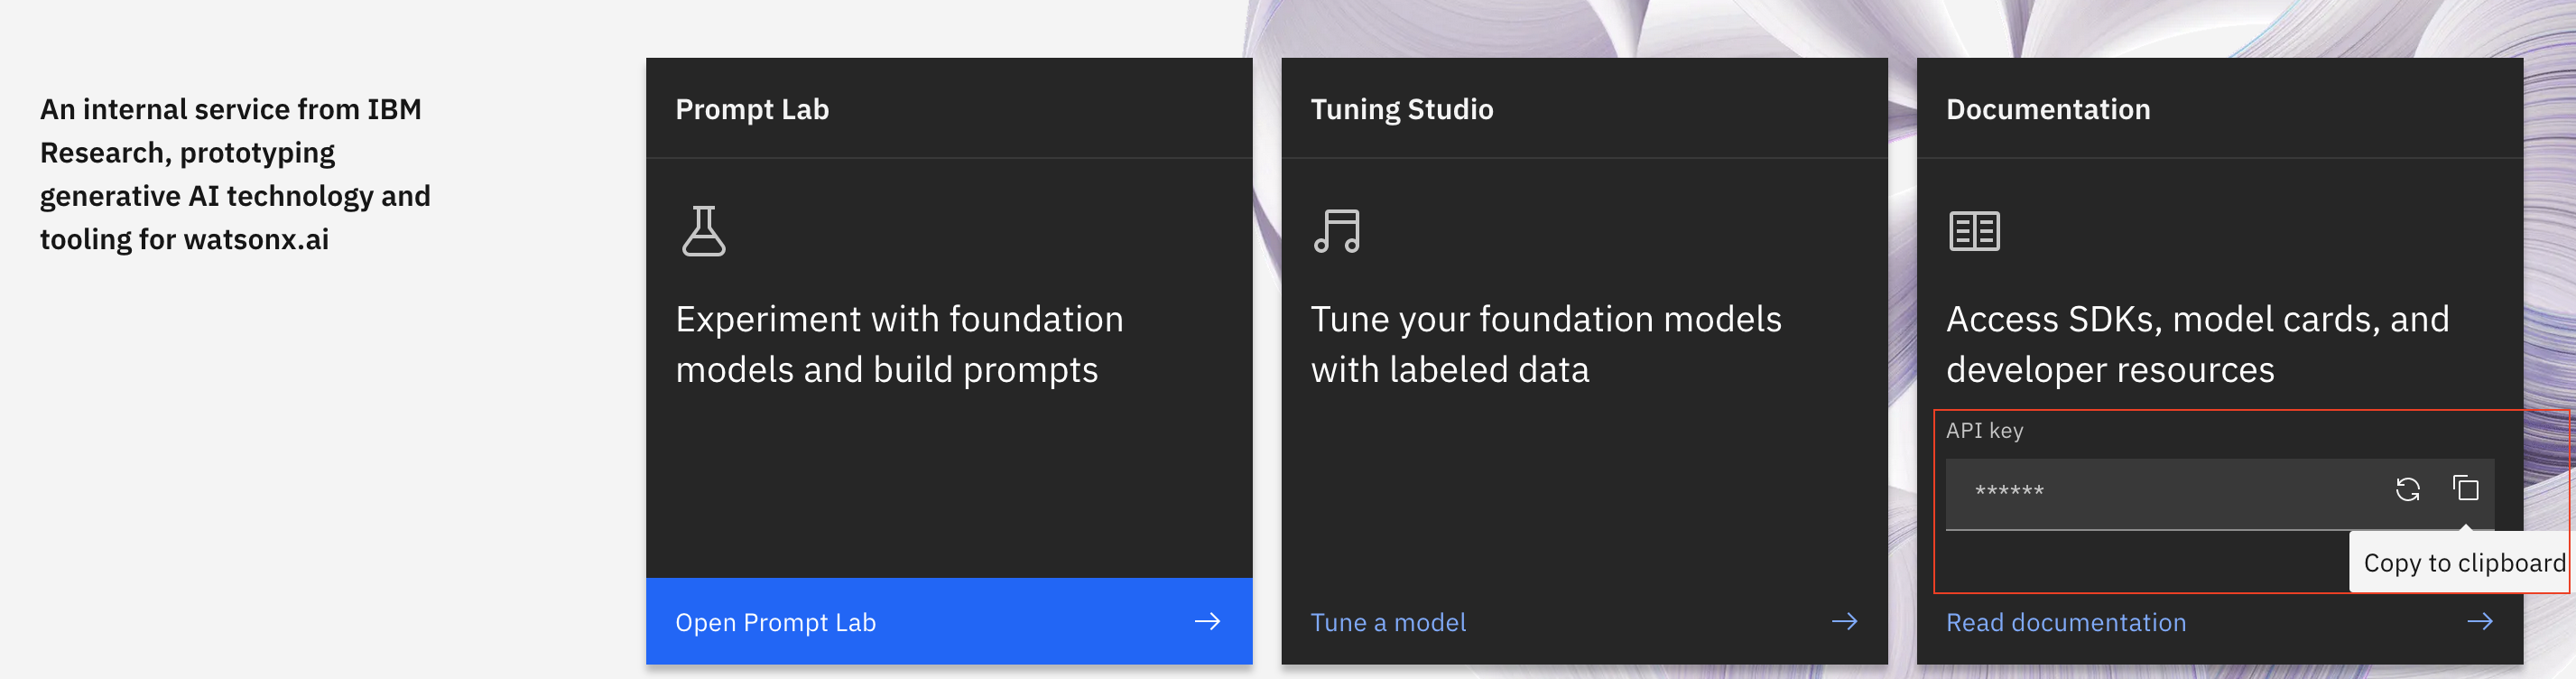 An internal service from IBM
Research, prototyping
generative AI technology and
tooling for watsonx.ai
Prompt Lab
Experiment with foundation
models and build prompts
Open Prompt Lab
Tuning Studio
Tune your foundation models
with labeled data
Tune a model
Documentation
Access SDKs, model cards, and
developer resources
API key
******
Copy to clipboard
Read documentation